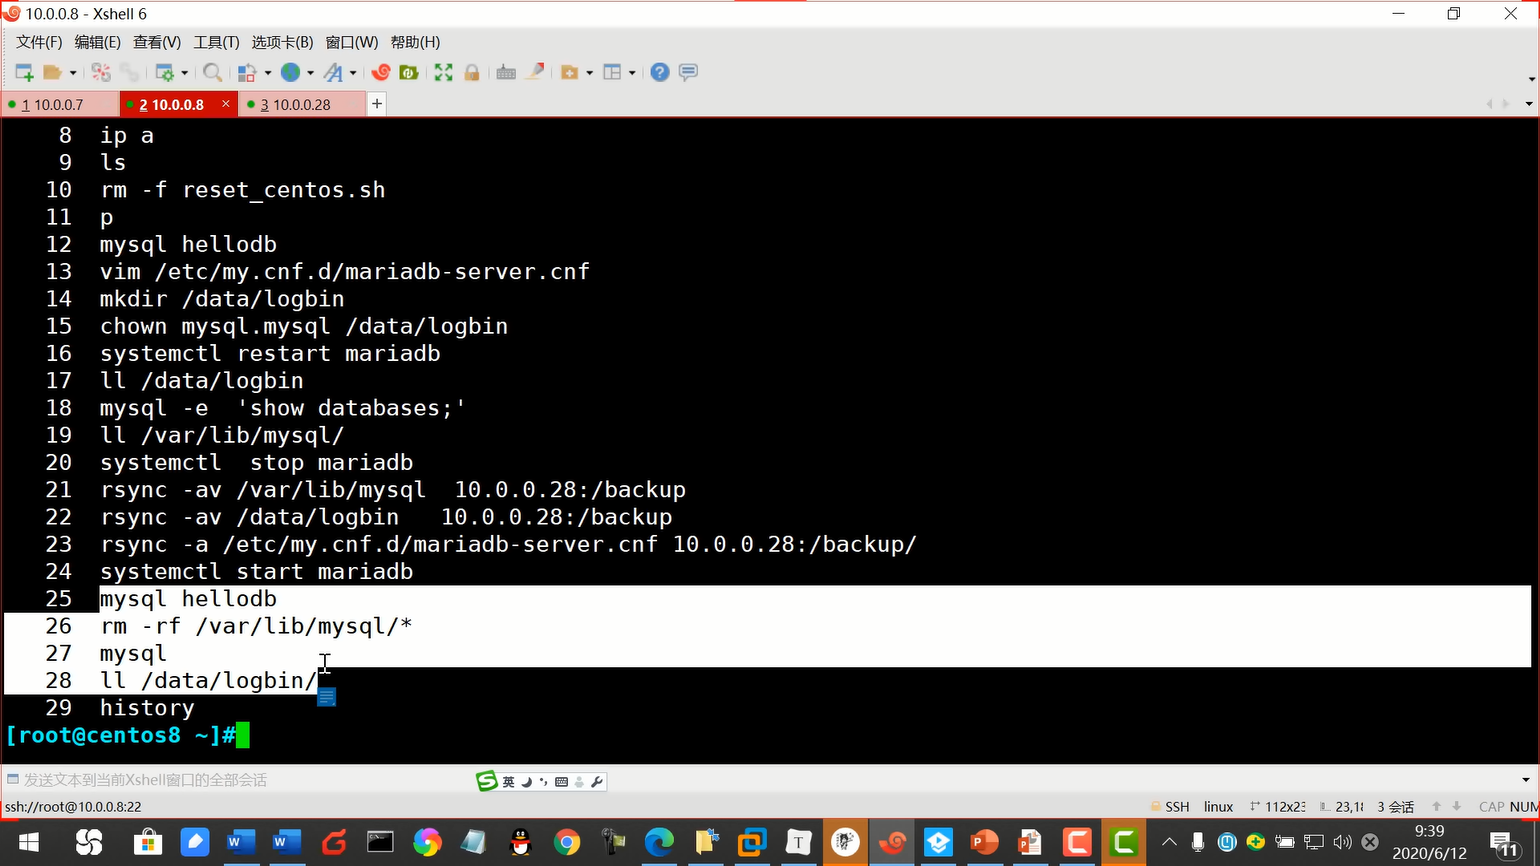 10.0.0.8 - Xshell 6
文件(F) 编辑(E) 查看(V) 工具(T) 选项卡(B) 窗口(W) 帮助(H)
1 10.0.0.7 2 10.0.0.8 × 3 10.0.0.28 +
8 ip a
9 ls
10 rm -f reset_centos.sh
11 p
12 mysql hellodb
13 vim /etc/my.cnf.d/mariadb-server.cnf
14 mkdir /data/logbin
15 chown mysql.mysql /data/logbin
16 systemctl restart mariadb
17 ll /data/logbin
18 mysql -e  'show databases;'
19 ll /var/lib/mysql/
20 systemctl  stop mariadb
21 rsync -av /var/lib/mysql  10.0.0.28:/backup
22 rsync -av /data/logbin   10.0.0.28:/backup
23 rsync -a /etc/my.cnf.d/mariadb-server.cnf 10.0.0.28:/backup/
24 systemctl start mariadb
25 mysql hellodb
26 rm -rf /var/lib/mysql/*
27 mysql
28 ll /data/logbin/
29 history
[root@centos8 ~]#
发送文本到当前Xshell窗口的全部会话
英
ssh://root@10.0.0.8:22 SSH linux 112x23 23,18 3 会话 CAP NUM
9:39
2020/6/12
11